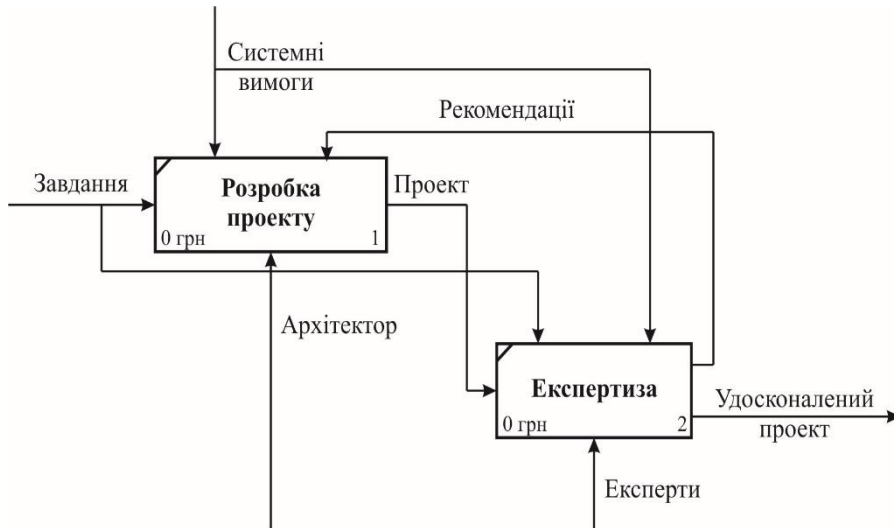 Системні
вимоги
Рекомендації
Завдання
Розробка
проекту
0 грн
1
Проект
Архітектор
Експертиза
0 грн
2
Удосконалений
проект
Експерти